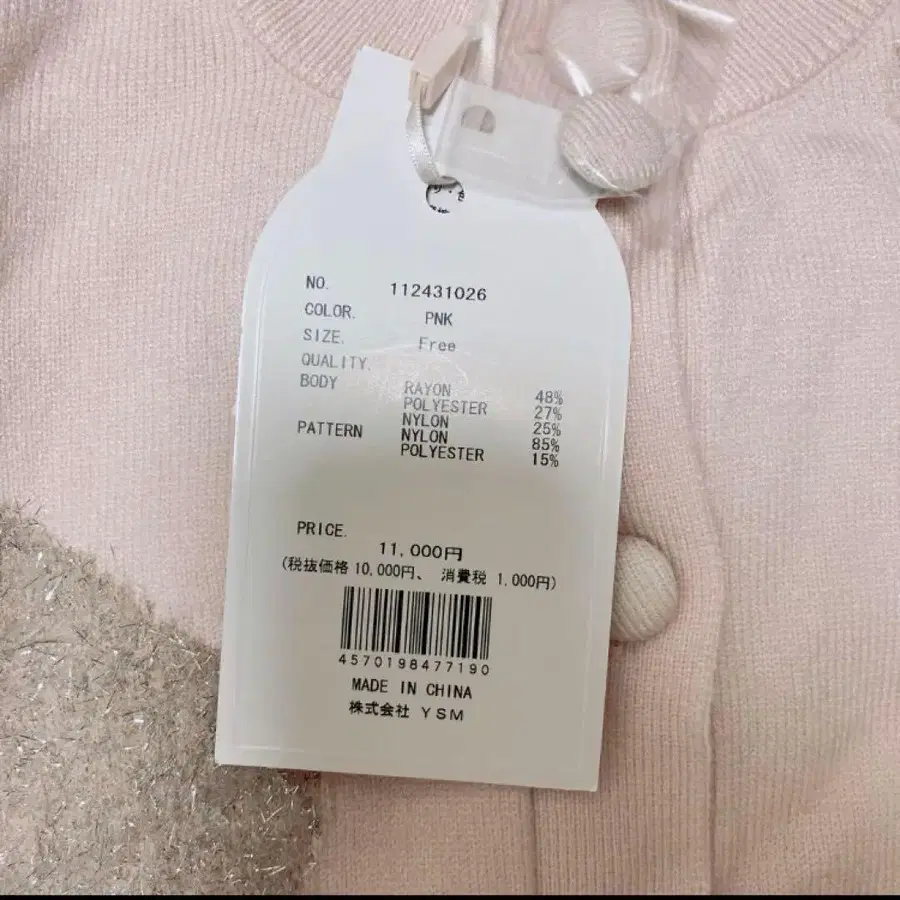 NO. 112431026
COLOR. PNK
SIZE. Free
QUALITY.
BODY RAYON 48%
POLYESTER 27%
NYLON 25%
PATTERN NYLON 85%
POLYESTER 15%
PRICE.
11,000円
(税抜価格 10,000円、 消費税 1,000円)
4570198477190
MADE IN CHINA
株式会社 YSM